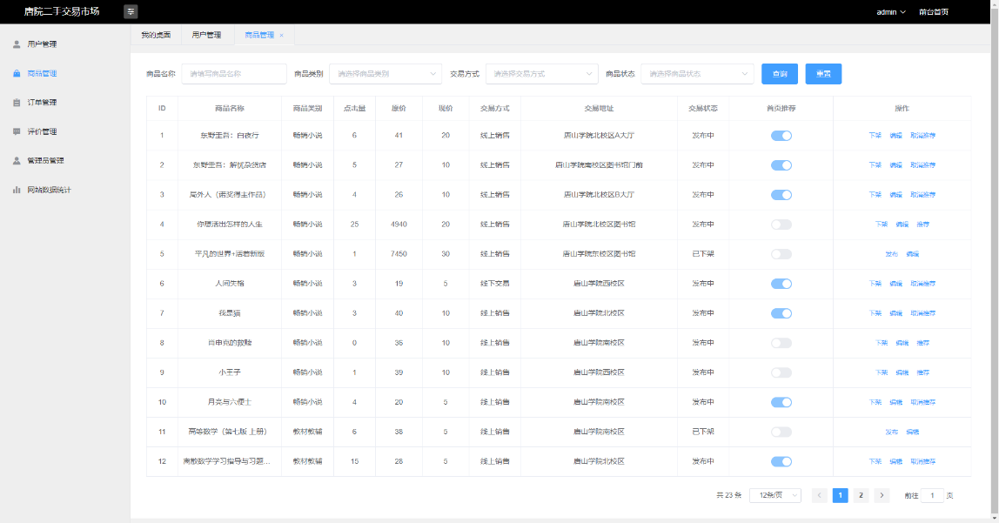 唐院二手交易市场 admin 前台首页
用户管理
商品管理
订单管理
评价管理
管理员管理
网站数据统计
我的桌面 用户管理 商品管理 ×
商品名称 请填写商品名称 商品类别 请选择商品类别 交易方式 请选择交易方式 商品状态 请选择商品状态 查询 重置
ID 商品名称 商品类别 点击量 原价 现价 交易方式 交易地址 交易状态 首页推荐 操作
1 东野圭吾：白夜行 畅销小说 6 41 20 线上销售 唐山学院北校区A大厅 发布中 下架 编辑 取消推荐
2 东野圭吾：解忧杂货店 畅销小说 5 27 10 线上销售 唐山学院南校区图书馆门前 发布中 下架 编辑 取消推荐
3 局外人（诺奖得主作品） 畅销小说 4 26 10 线上销售 唐山学院北校区B大厅 发布中 下架 编辑 取消推荐
4 你想活出怎样的人生 畅销小说 25 4940 20 线上销售 唐山学院北校区图书馆 发布中 下架 编辑 推荐
5 平凡的世界+活着新版 畅销小说 1 7450 30 线上销售 唐山学院东校区图书馆 已下架 发布 编辑
6 人间失格 畅销小说 3 19 5 线下交易 唐山学院西校区 发布中 下架 编辑 取消推荐
7 我是猫 畅销小说 3 40 10 线上销售 唐山学院北校区 发布中 下架 编辑 取消推荐
8 肖申克的救赎 畅销小说 0 36 10 线上销售 唐山学院南校区 发布中 下架 编辑 推荐
9 小王子 畅销小说 1 39 10 线上销售 唐山学院西校区 发布中 下架 编辑 推荐
10 月亮与六便士 畅销小说 4 20 5 线上销售 唐山学院南校区 发布中 下架 编辑 取消推荐
11 高等数学（第七版 上册） 教材教辅 6 38 5 线上销售 唐山学院南校区 已下架 发布 编辑
12 离散数学学习指导与习题... 教材教辅 15 28 5 线上销售 唐山学院北校区 发布中 下架 编辑 取消推荐
共 23 条 12条/页 1 2 前往 1 页